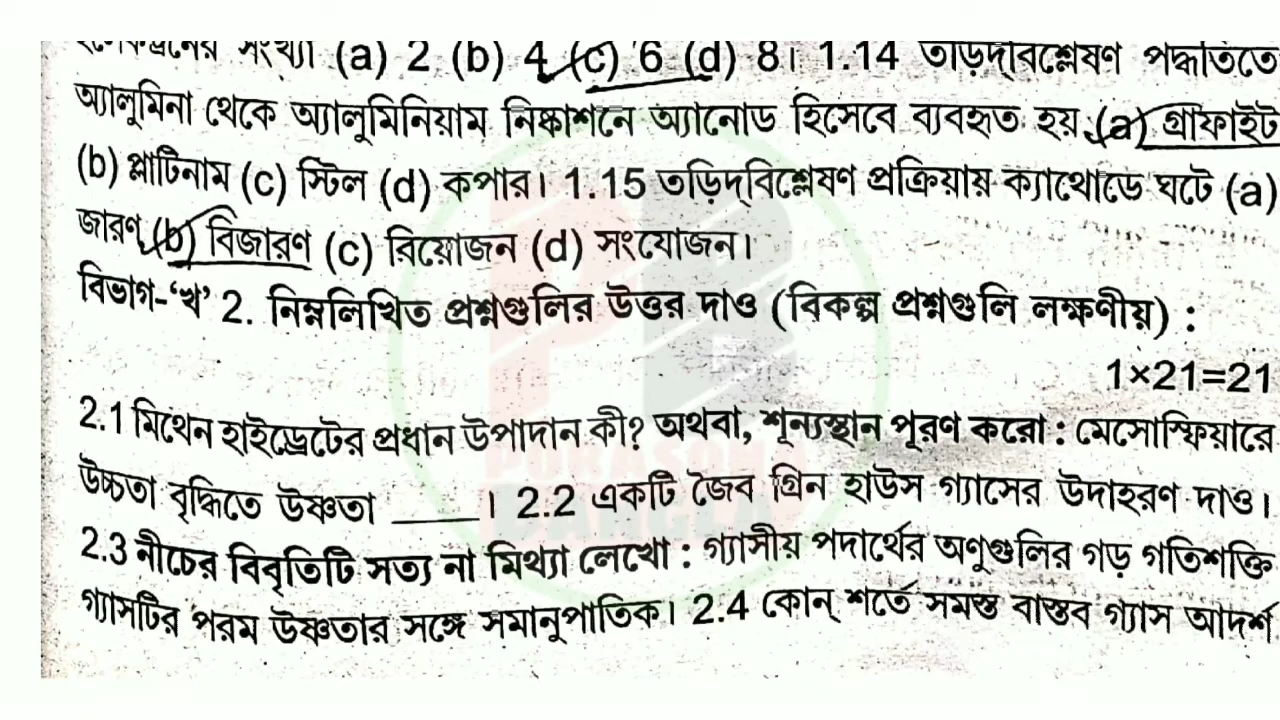 সংখ্যা (a) 2 (b) 4 (c) 6 (d) 8। 1.14 তড়িদ্‌বিশ্লেষণ পদ্ধতিতে
অ্যালুমিনা থেকে অ্যালুমিনিয়াম নিষ্কাশনে অ্যানোড হিসেবে ব্যবহৃত হয় (a) গ্রাফাইট
(b) প্লাটিনাম (c) স্টিল (d) কপার। 1.15 তড়িদ্‌বিশ্লেষণ প্রক্রিয়ায় ক্যাথোডে ঘটে (a)
জারণ (b) বিজারণ (c) রিয়োজন (d) সংযোজন।
বিভাগ-‘খ’ 2. নিম্নলিখিত প্রশ্নগুলির উত্তর দাও (বিকল্প প্রশ্নগুলি লক্ষণীয়) :
1×21=21
2.1 মিথেন হাইড্রেটের প্রধান উপাদান কী? অথবা, শূন্যস্থান পূরণ করো : মেসোস্ফিয়ারে
উচ্চতা বৃদ্ধিতে উষ্ণতা ____। 2.2 একটি জৈব গ্রিন হাউস গ্যাসের উদাহরণ দাও।
2.3 নীচের বিবৃতিটি সত্য না মিথ্যা লেখো : গ্যাসীয় পদার্থের অণুগুলির গড় গতিশক্তি
গ্যাসটির পরম উষ্ণতার সঙ্গে সমানুপাতিক। 2.4 কোন্ শর্তে সমস্ত বাস্তব গ্যাস আদর্শ